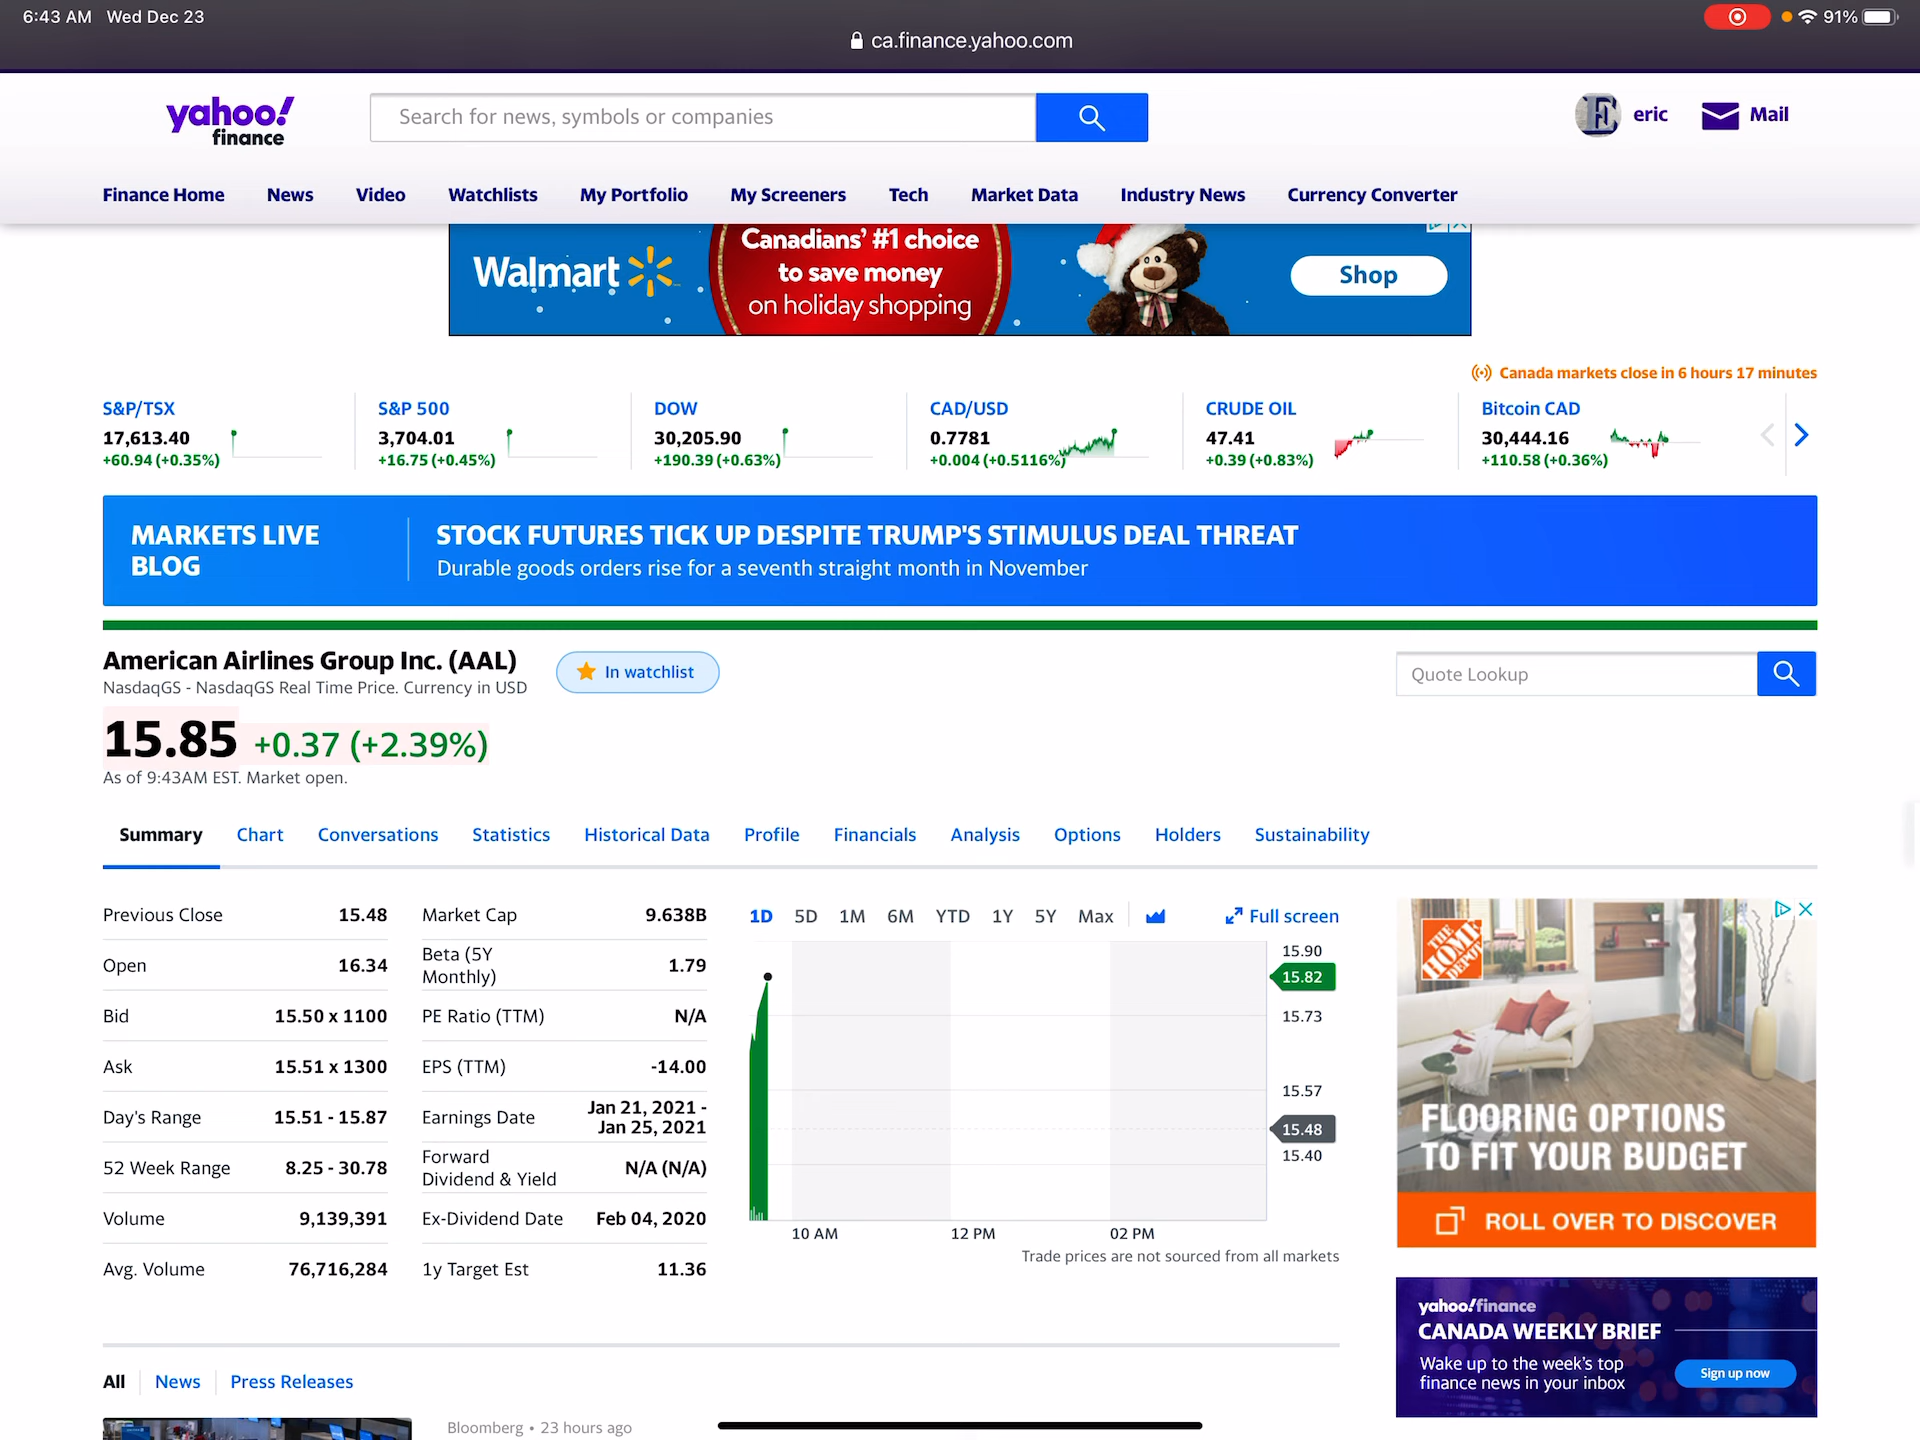 6:43 AM Wed Dec 23
91%
ca.finance.yahoo.com
yahoo!
finance
Search for news, symbols or companies
eric
Mail
Finance Home News Video Watchlists My Portfolio My Screeners Tech Market Data Industry News Currency Converter
Walmart
Canadians' #1 choice
to save money
on holiday shopping
Shop
Canada markets close in 6 hours 17 minutes
S&P/TSX
17,613.40
+60.94 (+0.35%)
S&P 500
3,704.01
+16.75 (+0.45%)
DOW
30,205.90
+190.39 (+0.63%)
CAD/USD
0.7781
+0.004 (+0.5116%)
CRUDE OIL
47.41
+0.39 (+0.83%)
Bitcoin CAD
30,444.16
+110.58 (+0.36%)
MARKETS LIVE
BLOG
STOCK FUTURES TICK UP DESPITE TRUMP'S STIMULUS DEAL THREAT
Durable goods orders rise for a seventh straight month in November
American Airlines Group Inc. (AAL)
NasdaqGS - NasdaqGS Real Time Price. Currency in USD
In watchlist
Quote Lookup
15.85 +0.37 (+2.39%)
As of 9:43AM EST. Market open.
Summary Chart Conversations Statistics Historical Data Profile Financials Analysis Options Holders Sustainability
Previous Close 15.48
Open 16.34
Bid 15.50 x 1100
Ask 15.51 x 1300
Day's Range 15.51 - 15.87
52 Week Range 8.25 - 30.78
Volume 9,139,391
Avg. Volume 76,716,284
Market Cap 9.638B
Beta (5Y
Monthly) 1.79
PE Ratio (TTM) N/A
EPS (TTM) -14.00
Earnings Date Jan 21, 2021 -
Jan 25, 2021
Forward
Dividend & Yield N/A (N/A)
Ex-Dividend Date Feb 04, 2020
1y Target Est 11.36
1D 5D 1M 6M YTD 1Y 5Y Max
Full screen
15.90
15.82
15.73
15.57
15.48
15.40
10 AM 12 PM 02 PM
Trade prices are not sourced from all markets
THE
HOME
DEPOT
FLOORING OPTIONS
TO FIT YOUR BUDGET
ROLL OVER TO DISCOVER
yahoo!finance
CANADA WEEKLY BRIEF
Wake up to the week's top
finance news in your inbox
Sign up now
All News Press Releases
Bloomberg • 23 hours ago